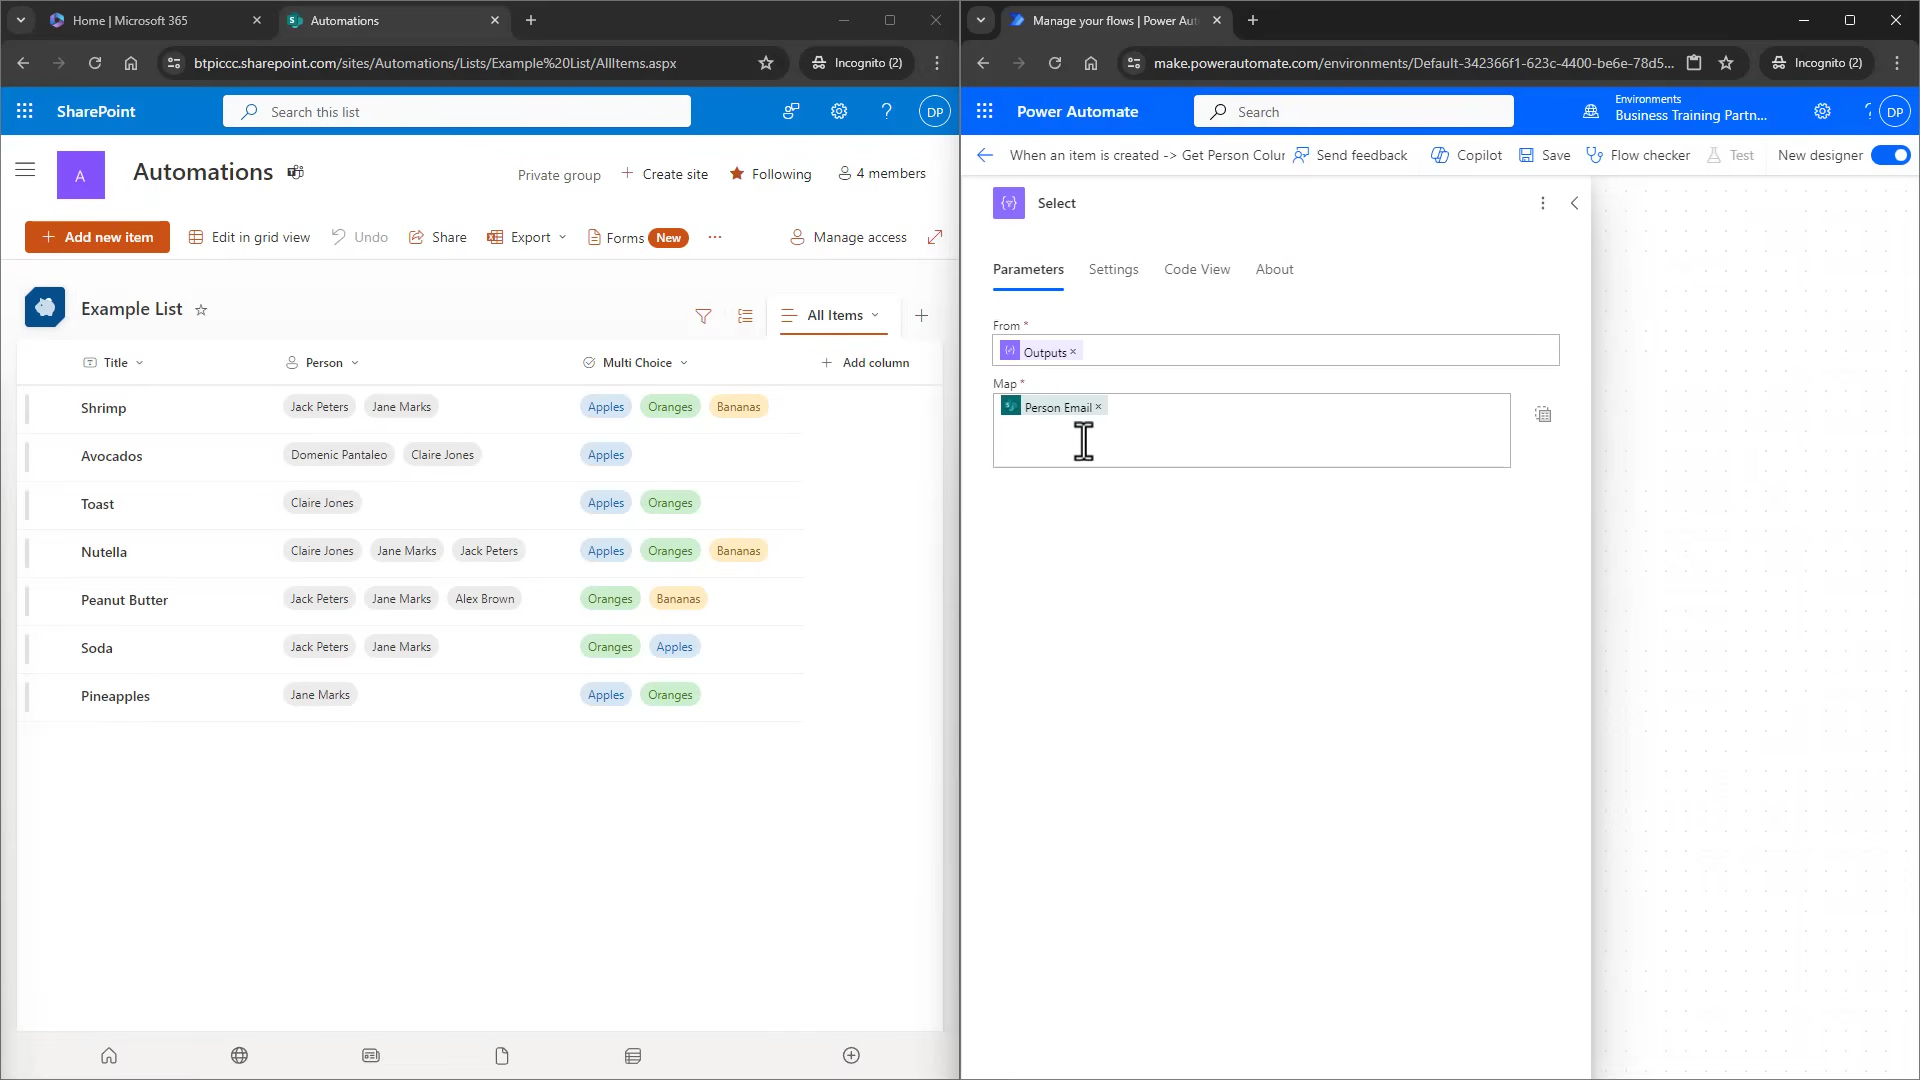 Home | Microsoft 365
Automations
btpiccc.sharepoint.com/sites/Automations/Lists/Example%20List/AllItems.aspx
Incognito (2)
SharePoint
Search this list
DP
A
Automations
Private group
Create site
Following
4 members
Add new item
Edit in grid view
Undo
Share
Export
Forms
New
Manage access
Example List
All Items
Title
Person
Multi Choice
Add column
Shrimp
Jack Peters
Jane Marks
Apples
Oranges
Bananas
Avocados
Domenic Pantaleo
Claire Jones
Apples
Toast
Claire Jones
Apples
Oranges
Nutella
Claire Jones
Jane Marks
Jack Peters
Apples
Oranges
Bananas
Peanut Butter
Jack Peters
Jane Marks
Alex Brown
Oranges
Bananas
Soda
Jack Peters
Jane Marks
Oranges
Apples
Pineapples
Jane Marks
Apples
Oranges
Manage your flows | Power Aut
make.powerautomate.com/environments/Default-342366f1-623c-4400-be6e-78d5...
Incognito (2)
Power Automate
Search
Environments
Business Training Partn...
DP
When an item is created -> Get Person Colu
Send feedback
Copilot
Save
Flow checker
Test
New designer
Select
Parameters
Settings
Code View
About
From *
Outputs
Map *
Person Email